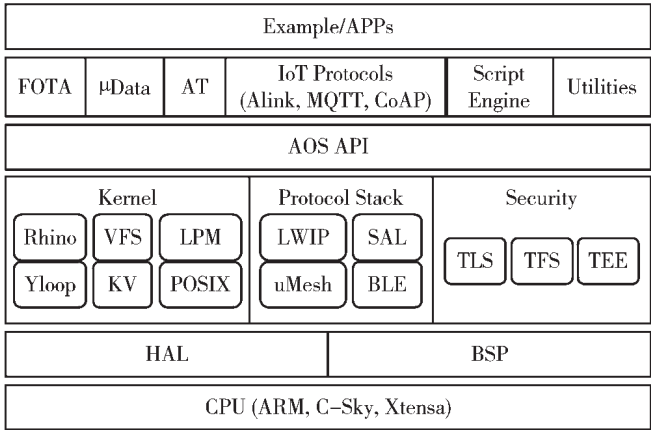 Example/APPs
FOTA μData AT IoT Protocols (Alink, MQTT, CoAP) Script Engine Utilities
AOS API
Kernel Protocol Stack Security
Rhino VFS LPM LWIP SAL
TLS TFS TEE
Yloop KV POSIX uMesh BLE
HAL BSP
CPU (ARM, C-Sky, Xtensa)